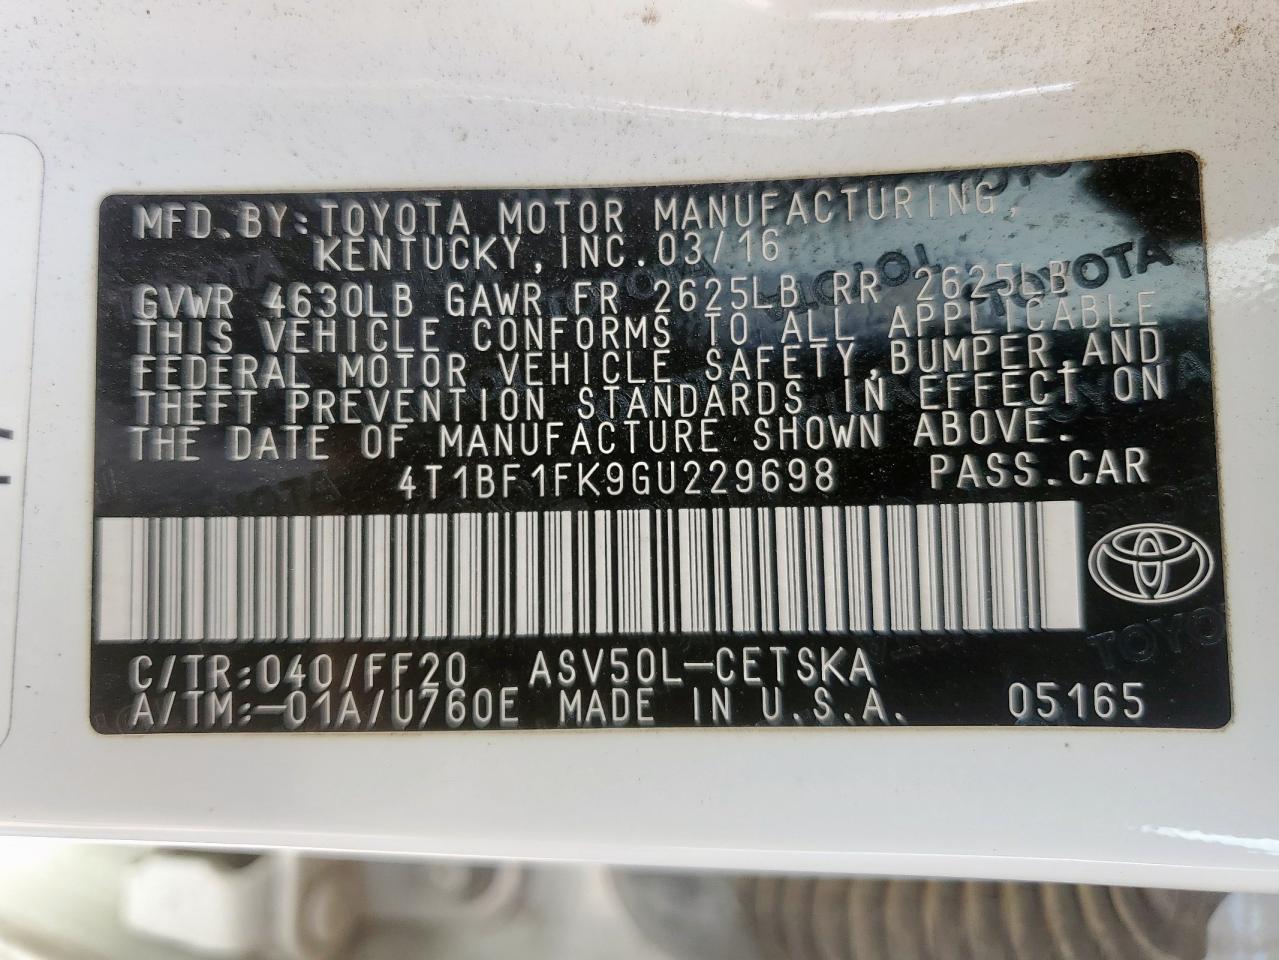 MFD.BY:TOYOTA MOTOR MANUFACTURING,
KENTUCKY,INC.03/16
GVWR 4630LB GAWR FR 2625LB RR 2625LB
THIS VEHICLE CONFORMS TO ALL APPLICABLE
FEDERAL MOTOR VEHICLE SAFETY,BUMPER,AND
THEFT PREVENTION STANDARDS IN EFFECT ON
THE DATE OF MANUFACTURE SHOWN ABOVE.
4T1BF1FK9GU229698 PASS.CAR
C/TR:040/FF20 ASV50L-CETSKA
A/TM:-01A/U760E MADE IN U.S.A. 05165